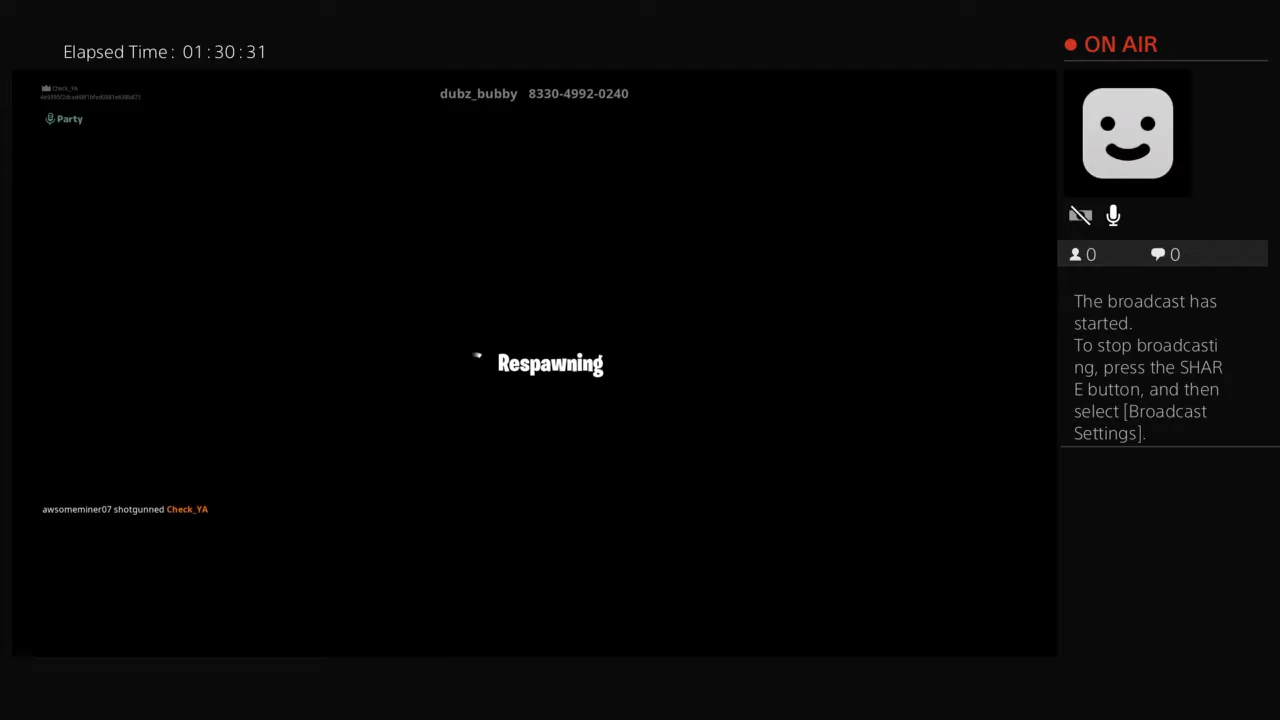 Elapsed Time: 01:30:31
ON AIR
Check_YA
dubz_bubby 8330-4992-0240
Party
0 0
The broadcast has
started.
To stop broadcasti
ng, press the SHAR
E button, and then
select [Broadcast
Settings].
Respawning
awsomeminer07 shotgunned Check_YA